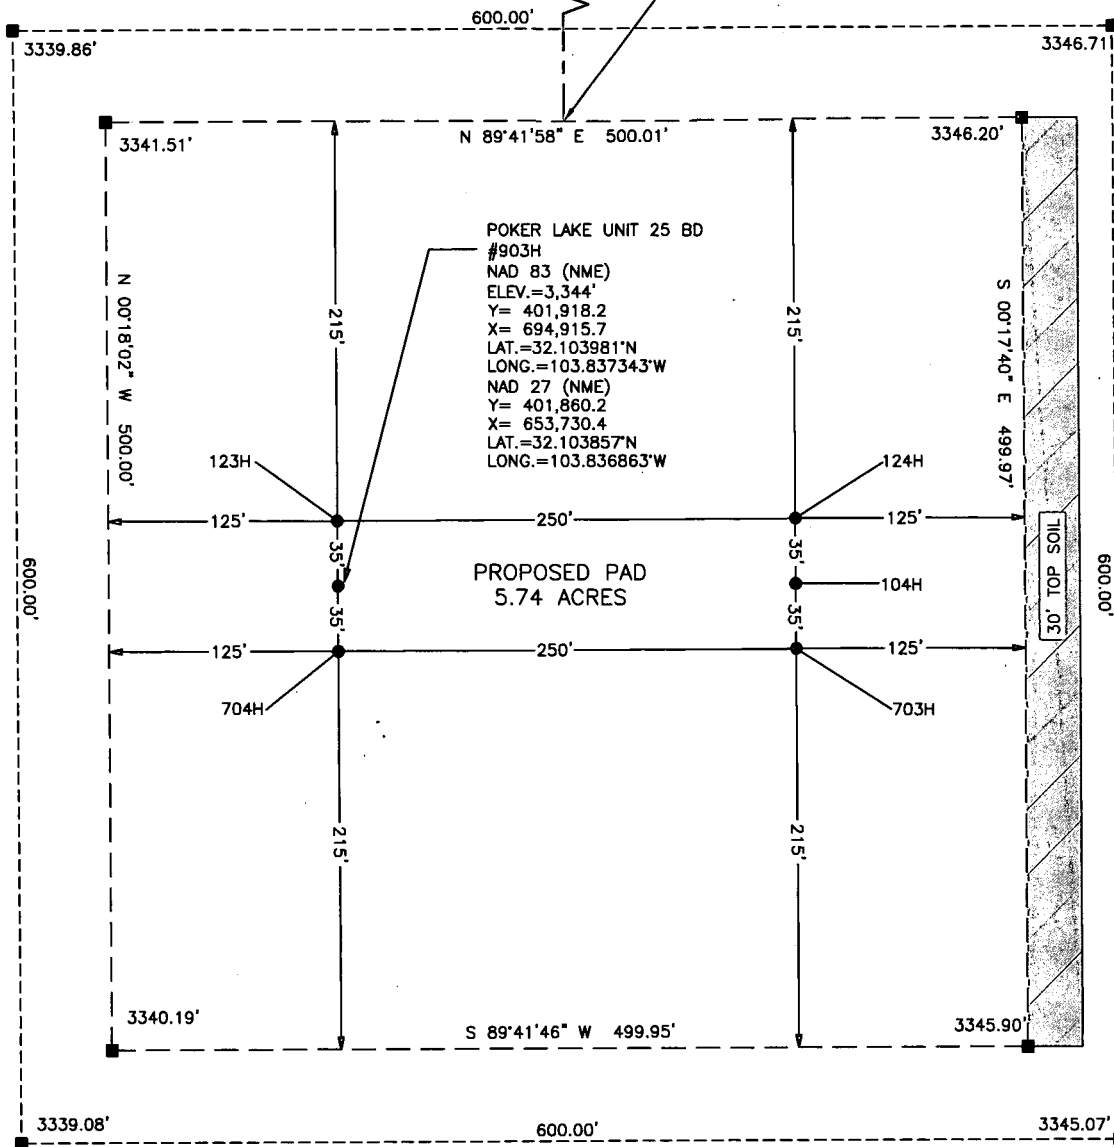 600.00'
3339.86'
3346.71'
3341.51'
N 89°41'58" E 500.01'
3346.20'
POKER LAKE UNIT 25 BD
#903H
NAD 83 (NME)
ELEV.=3,344'
Y= 401,918.2
X= 694,915.7
LAT.=32.103981°N
LONG.=103.837343°W
NAD 27 (NME)
Y= 401,860.2
X= 653,730.4
LAT.=32.103857°N
LONG.=103.836863°W
N 00°18'02" W 500.00'
215'
215'
S 00°17'40" E 499.97'
123H
124H
125'
250'
125'
600.00'
35'
35'
PROPOSED PAD
5.74 ACRES
104H
30' TOP SOIL
600.00'
35'
35'
125'
250'
125'
704H
703H
215'
215'
3340.19'
S 89°41'46" W 499.95'
3345.90'
3339.08'
600.00'
3345.07'